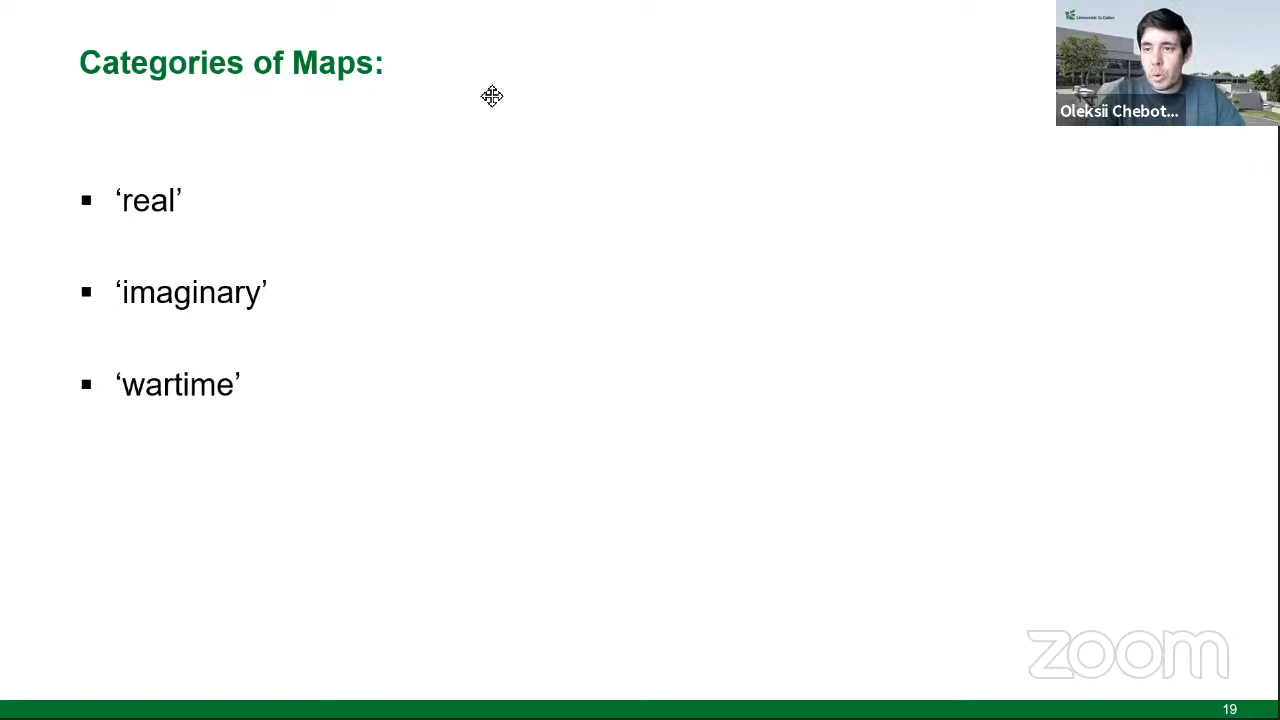 Categories of Maps:
Oleksii Chebot...
‘real’
‘imaginary’
‘wartime’
zoom
19